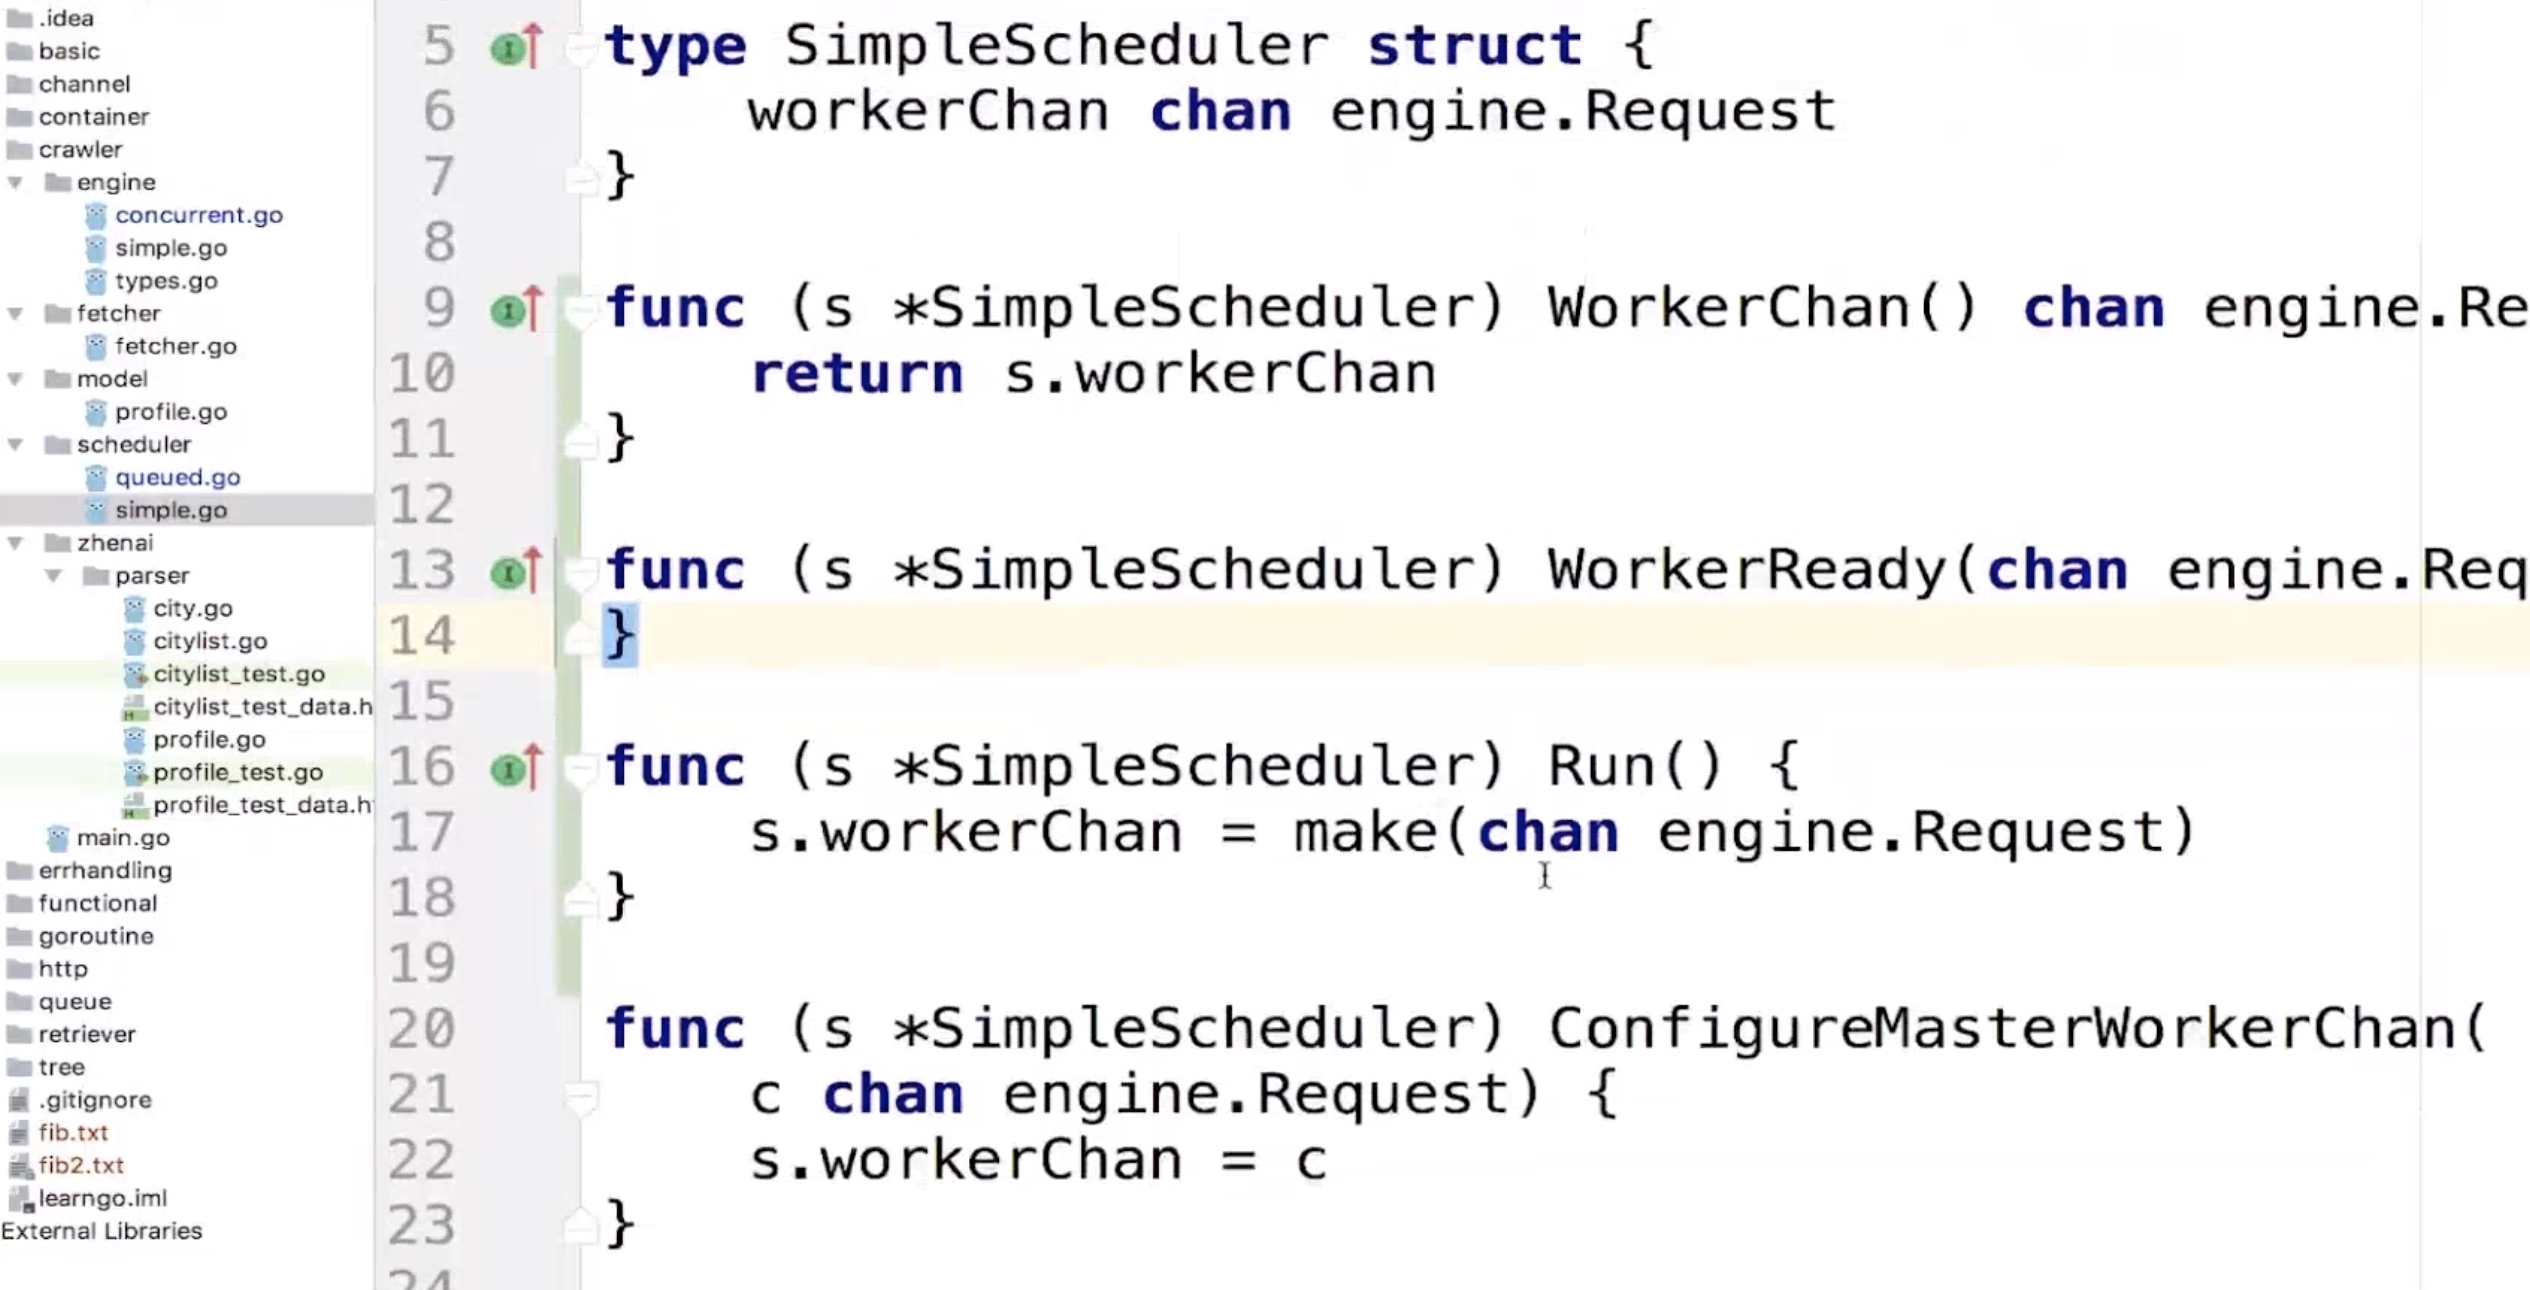 .idea
basic
channel
container
crawler
engine
concurrent.go
simple.go
types.go
fetcher
fetcher.go
model
profile.go
scheduler
queued.go
simple.go
zhenai
parser
city.go
citylist.go
citylist_test.go
citylist_test_data.h
profile.go
profile_test.go
profile_test_data.h
main.go
errhandling
functional
goroutine
http
queue
retriever
tree
.gitignore
fib.txt
fib2.txt
learngo.iml
External Libraries
5 type SimpleScheduler struct {
6 workerChan chan engine.Request
7 }
8
9 func (s *SimpleScheduler) WorkerChan() chan engine.Re
10 return s.workerChan
11 }
12
13 func (s *SimpleScheduler) WorkerReady(chan engine.Req
14 }
15
16 func (s *SimpleScheduler) Run() {
17 s.workerChan = make(chan engine.Request)
18 }
19
20 func (s *SimpleScheduler) ConfigureMasterWorkerChan(
21 c chan engine.Request) {
22 s.workerChan = c
23 }
24